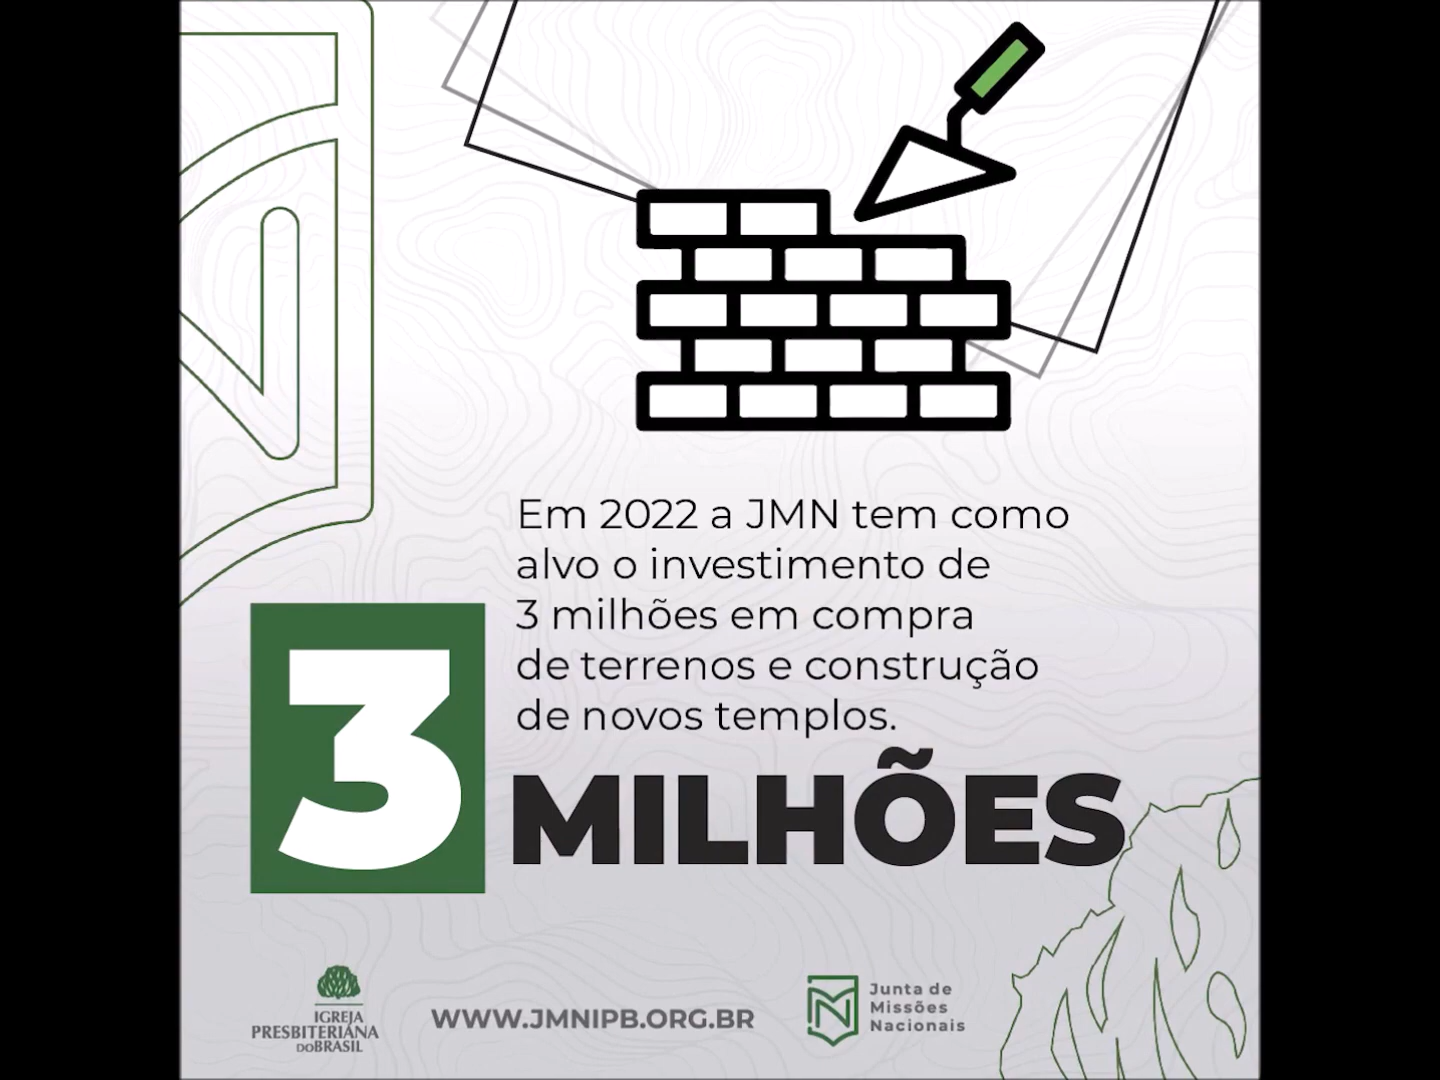 Em 2022 a JMN tem como
alvo o investimento de
3 milhões em compra
de terrenos e construção
de novos templos.
3 MILHÕES
IGREJA
PRESBITERIANA
DO BRASIL
WWW.JMNIPB.ORG.BR
Junta de
Missões
Nacionais